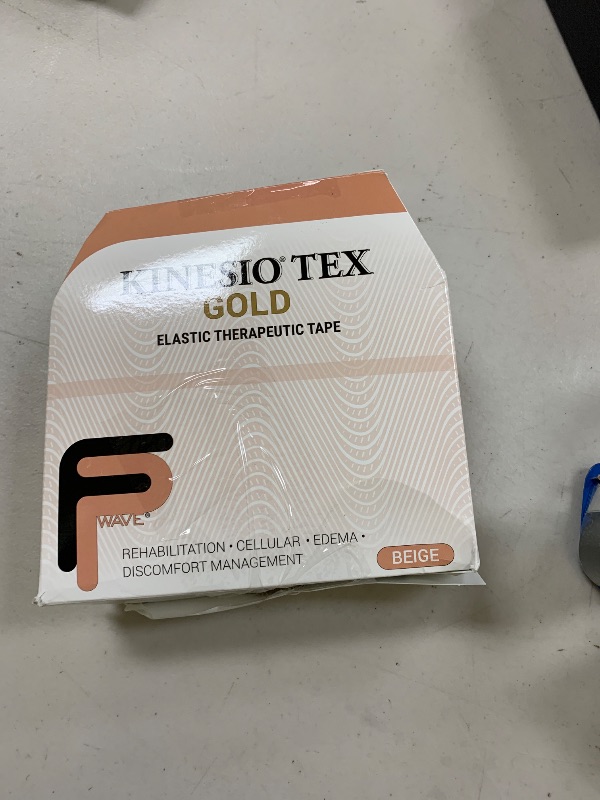 KINESIO® TEX
GOLD
ELASTIC THERAPEUTIC TAPE
FP
WAVE®
REHABILITATION • CELLULAR • EDEMA •
DISCOMFORT MANAGEMENT
BEIGE